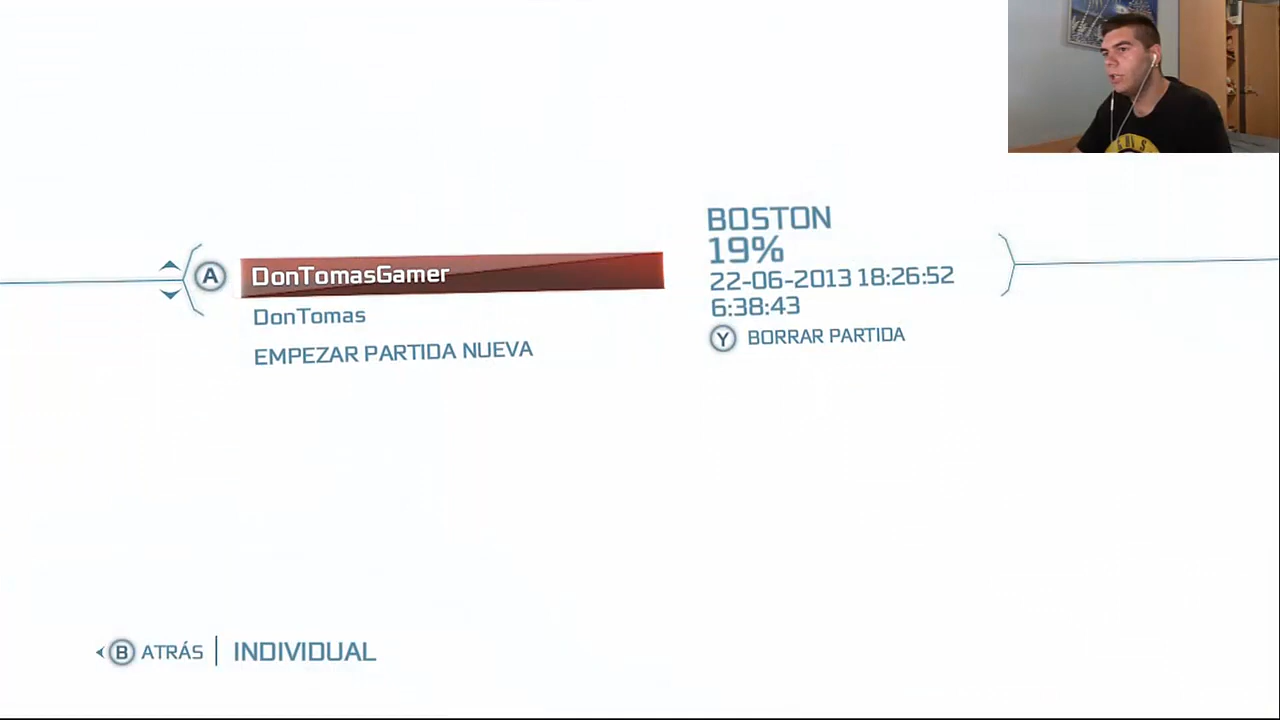 BOSTON
19%
A DonTomasGamer
22-06-2013 18:26:52
DonTomas
6:38:43
EMPEZAR PARTIDA NUEVA
Y BORRAR PARTIDA
B ATRÁS | INDIVIDUAL